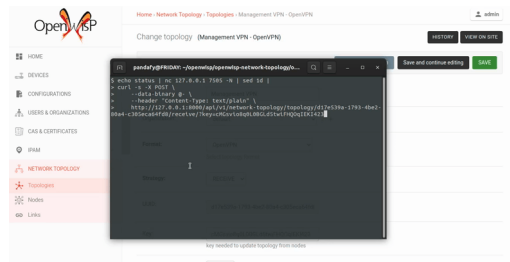 OpenWISP
Home › Network Topology › Topologies › Management VPN - OpenVPN
admin
Change topology (Management VPN - OpenVPN)
HISTORY
VIEW ON SITE
Save and continue editing
SAVE
HOME
DEVICES
CONFIGURATIONS
USERS & ORGANIZATIONS
CAS & CERTIFICATES
IPAM
NETWORK TOPOLOGY
Topologies
Nodes
Links
pandafy@FRIDAY: ~/openwisp/openwisp-network-topology/o...
$ echo status | nc 127.0.0.1 7505 -N | sed 1d |
> curl -s -X POST \
> --data-binary @- \
> --header "Content-Type: text/plain" \
> http://127.0.0.1:8000/api/v1/network-topology/topology/d17e539a-1793-4be2-
80a4-c305eca64fd8/receive/?key=
key needed to update topology from nodes